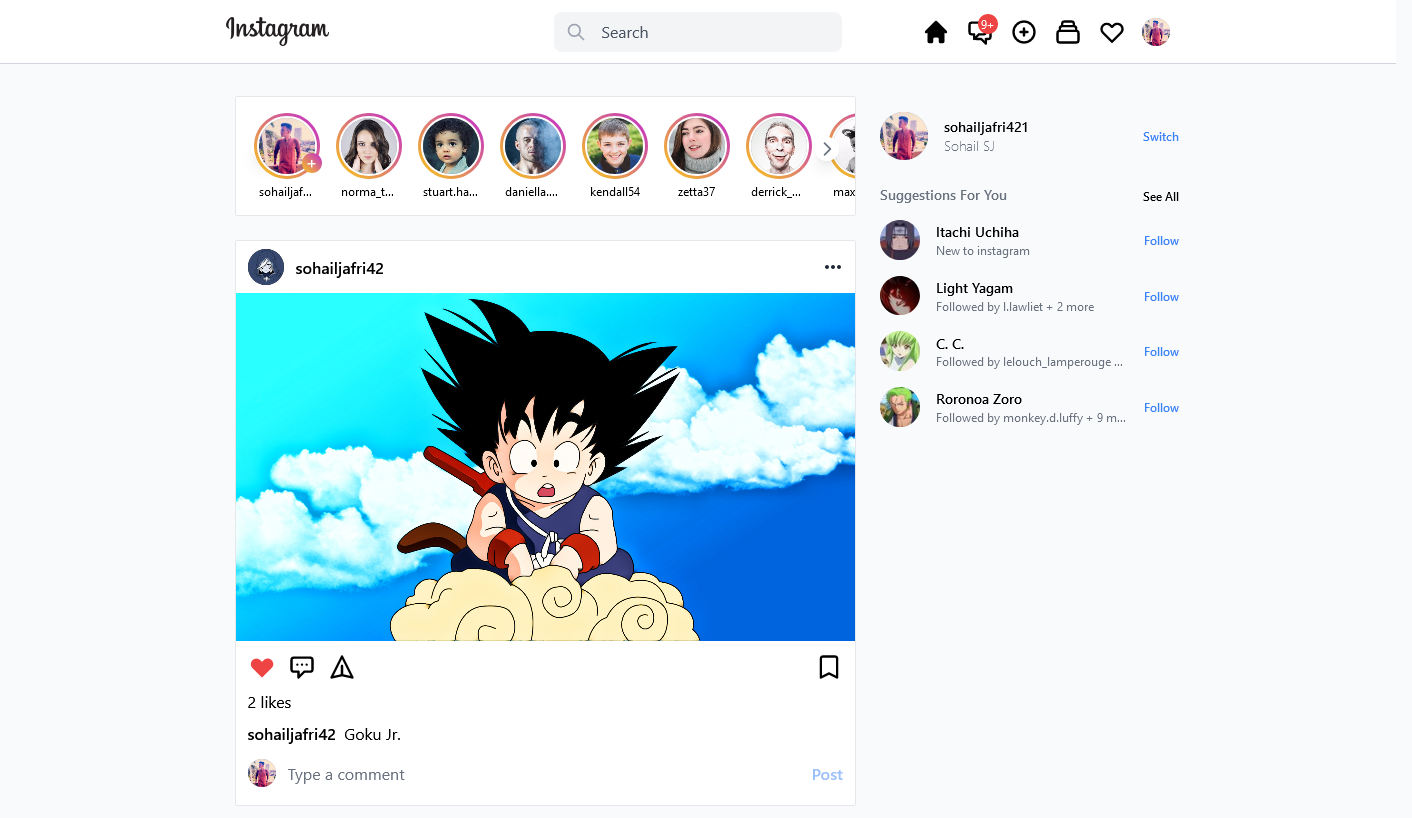 Instagram
Search
9+
sohailjaf...
norma_t...
stuart.ha...
daniella....
kendall54
zetta37
derrick_...
max
sohailjafri421
Sohail SJ
Switch
Suggestions For You
See All
Itachi Uchiha
New to instagram
Follow
Light Yagam
Followed by l.lawliet + 2 more
Follow
C. C.
Followed by lelouch_lamperouge ...
Follow
Roronoa Zoro
Followed by monkey.d.luffy + 9 m...
Follow
sohailjafri42
2 likes
sohailjafri42 Goku Jr.
Type a comment
Post